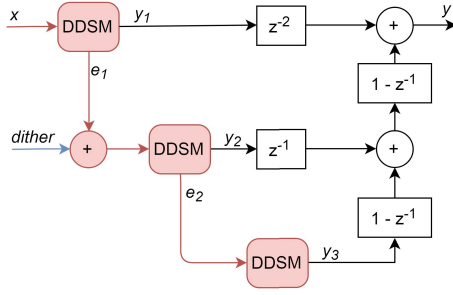 x
DDSM
y₁
z⁻²
+
y
e₁
1 - z⁻¹
dither
+
DDSM
y₂
z⁻¹
+
e₂
1 - z⁻¹
DDSM
y₃